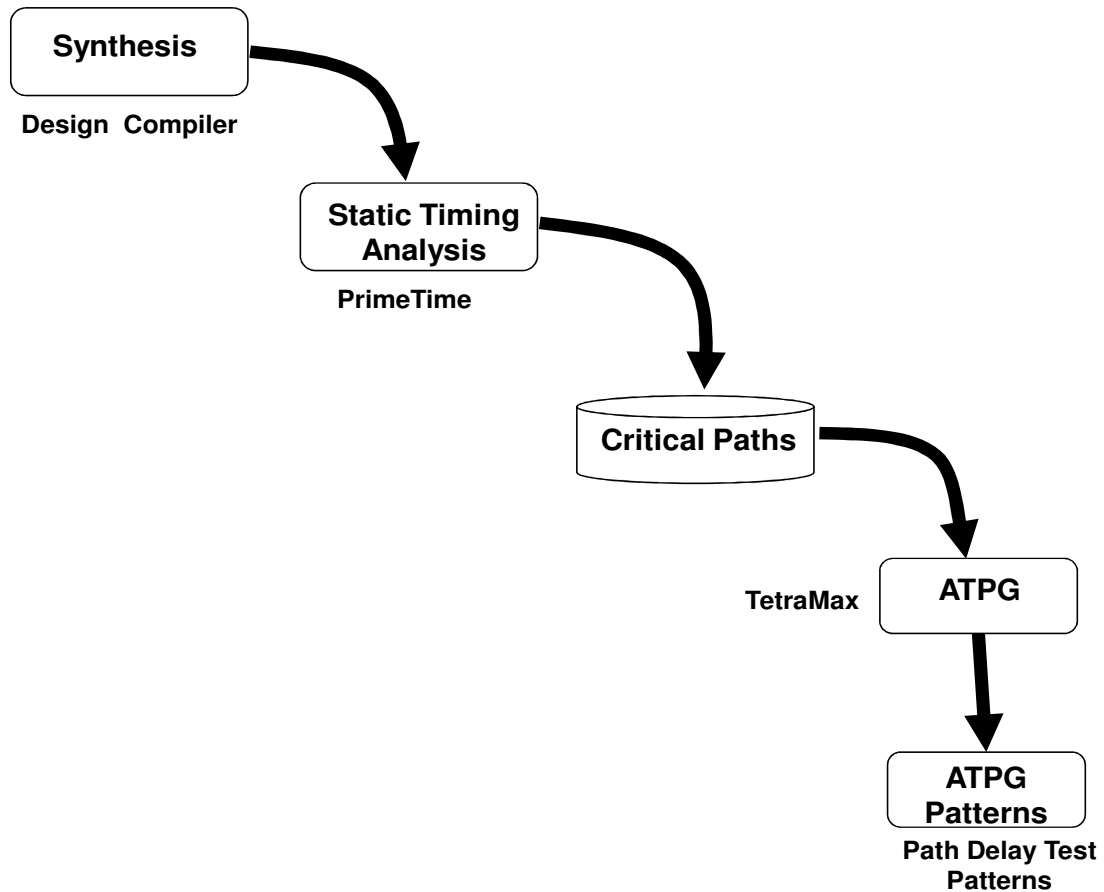 Synthesis
Design Compiler
Static Timing
Analysis
PrimeTime
Critical Paths
TetraMax
ATPG
ATPG
Patterns
Path Delay Test
Patterns